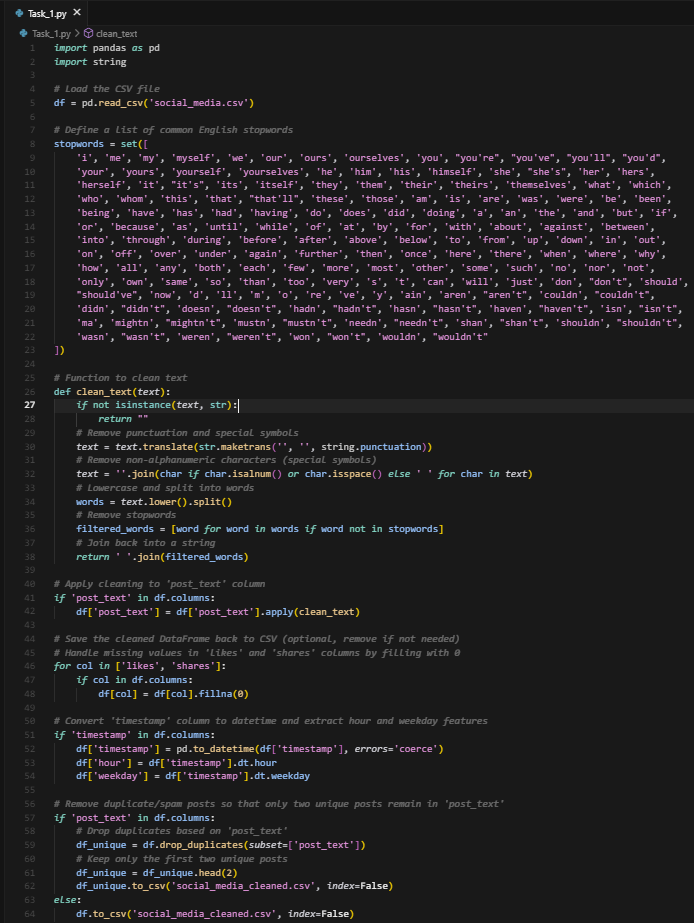 Task_1.py ×
Task_1.py > clean_text
1 import pandas as pd
2 import string
3
4 # Load the CSV file
5 df = pd.read_csv('social_media.csv')
6
7 # Define a list of common English stopwords
8 stopwords = set([
9 'i', 'me', 'my', 'myself', 'we', 'our', 'ours', 'ourselves', 'you', "you're", "you've", "you'll", "you'd",
10 'your', 'yours', 'yourself', 'yourselves', 'he', 'him', 'his', 'himself', 'she', "she's", 'her', 'hers',
11 'herself', 'it', "it's", 'its', 'itself', 'they', 'them', 'their', 'theirs', 'themselves', 'what', 'which',
12 'who', 'whom', 'this', 'that', "that'll", 'these', 'those', 'am', 'is', 'are', 'was', 'were', 'be', 'been',
13 'being', 'have', 'has', 'had', 'having', 'do', 'does', 'did', 'doing', 'a', 'an', 'the', 'and', 'but', 'if',
14 'or', 'because', 'as', 'until', 'while', 'of', 'at', 'by', 'for', 'with', 'about', 'against', 'between',
15 'into', 'through', 'during', 'before', 'after', 'above', 'below', 'to', 'from', 'up', 'down', 'in', 'out',
16 'on', 'off', 'over', 'under', 'again', 'further', 'then', 'once', 'here', 'there', 'when', 'where', 'why',
17 'how', 'all', 'any', 'both', 'each', 'few', 'more', 'most', 'other', 'some', 'such', 'no', 'nor', 'not',
18 'only', 'own', 'same', 'so', 'than', 'too', 'very', 's', 't', 'can', 'will', 'just', 'don', "don't", 'should',
19 "should've", 'now', 'd', 'll', 'm', 'o', 're', 've', 'y', 'ain', 'aren', "aren't", 'couldn', "couldn't",
20 'didn', "didn't", 'doesn', "doesn't", 'hadn', "hadn't", 'hasn', "hasn't", 'haven', "haven't", 'isn', "isn't",
21 'ma', 'mightn', "mightn't", 'mustn', "mustn't", 'needn', "needn't", 'shan', "shan't", 'shouldn', "shouldn't",
22 'wasn', "wasn't", 'weren', "weren't", 'won', "won't", 'wouldn', "wouldn't"
23 ])
24
25 # Function to clean text
26 def clean_text(text):
27 if not isinstance(text, str):
28 return ""
29 # Remove punctuation and special symbols
30 text = text.translate(str.maketrans('', '', string.punctuation))
31 # Remove non-alphanumeric characters (special symbols)
32 text = ''.join(char if char.isalnum() or char.isspace() else ' ' for char in text)
33 # Lowercase and split into words
34 words = text.lower().split()
35 # Remove stopwords
36 filtered_words = [word for word in words if word not in stopwords]
37 # Join back into a string
38 return ' '.join(filtered_words)
39
40 # Apply cleaning to 'post_text' column
41 if 'post_text' in df.columns:
42 df['post_text'] = df['post_text'].apply(clean_text)
43
44 # Save the cleaned DataFrame back to CSV (optional, remove if not needed)
45 # Handle missing values in 'likes' and 'shares' columns by filling with 0
46 for col in ['likes', 'shares']:
47 if col in df.columns:
48 df[col] = df[col].fillna(0)
49
50 # Convert 'timestamp' column to datetime and extract hour and weekday features
51 if 'timestamp' in df.columns:
52 df['timestamp'] = pd.to_datetime(df['timestamp'], errors='coerce')
53 df['hour'] = df['timestamp'].dt.hour
54 df['weekday'] = df['timestamp'].dt.weekday
55
56 # Remove duplicate/spam posts so that only two unique posts remain in 'post_text'
57 if 'post_text' in df.columns:
58 # Drop duplicates based on 'post_text'
59 df_unique = df.drop_duplicates(subset=['post_text'])
60 # Keep only the first two unique posts
61 df_unique = df_unique.head(2)
62 df_unique.to_csv('social_media_cleaned.csv', index=False)
63 else:
64 df.to_csv('social_media_cleaned.csv', index=False)